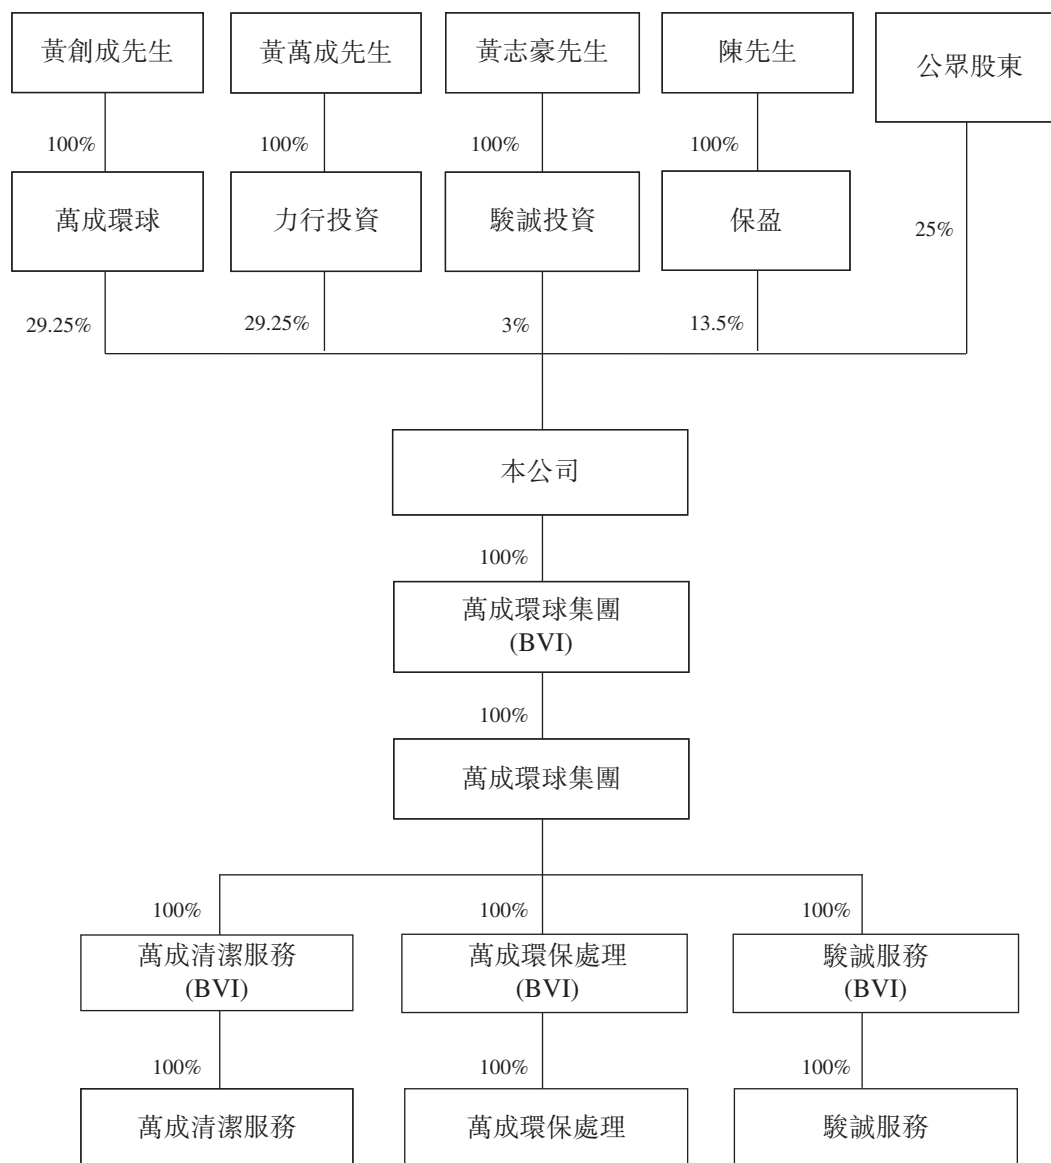 黃創成先生
黃萬成先生
黃志豪先生
陳先生
公眾股東
100%
100%
100%
100%
萬成環球
力行投資
駿誠投資
保盈
25%
29.25%
29.25%
3%
13.5%
本公司
100%
萬成環球集團
(BVI)
100%
萬成環球集團
100%
100%
100%
萬成清潔服務
(BVI)
萬成環保處理
(BVI)
駿誠服務
(BVI)
100%
100%
100%
萬成清潔服務
萬成環保處理
駿誠服務